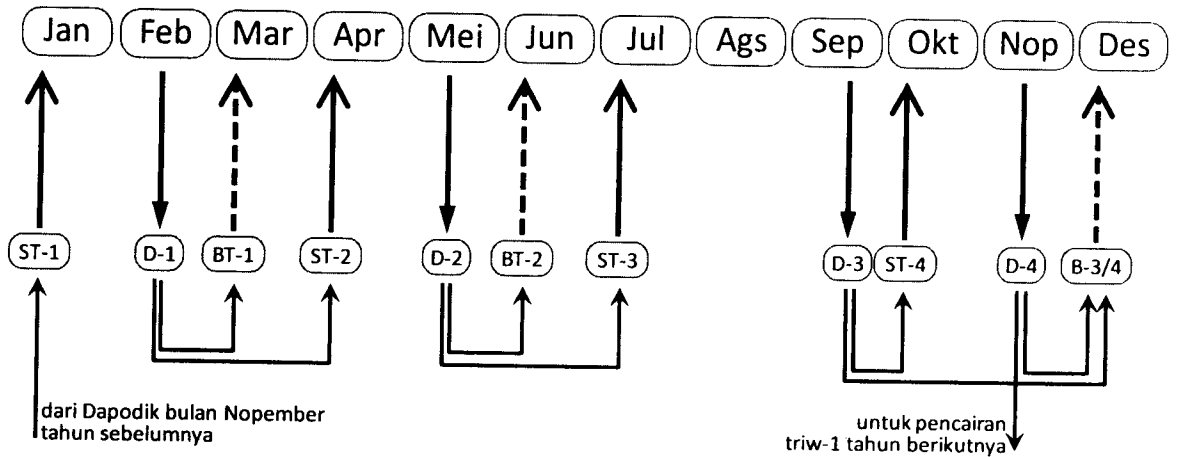 Jan Feb Mar Apr Mei Jun Jul Ags Sep Okt Nop Des
ST-1 D-1 BT-1 ST-2 D-2 BT-2 ST-3 D-3 ST-4 D-4 B-3/4
dari Dapodik bulan Nopember
tahun sebelumnya
untuk pencairan
triw-1 tahun berikutnya